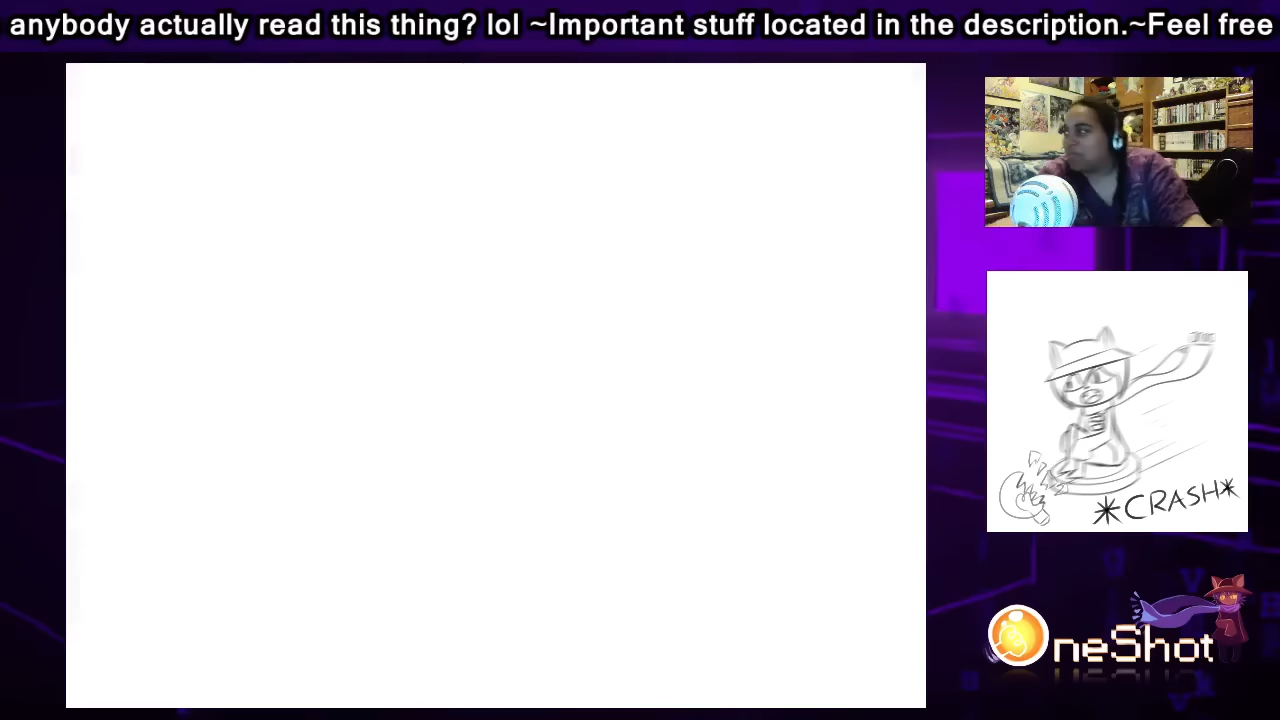 anybody actually read this thing? lol ~Important stuff located in the description.~Feel free
*CRASH*
OneShot